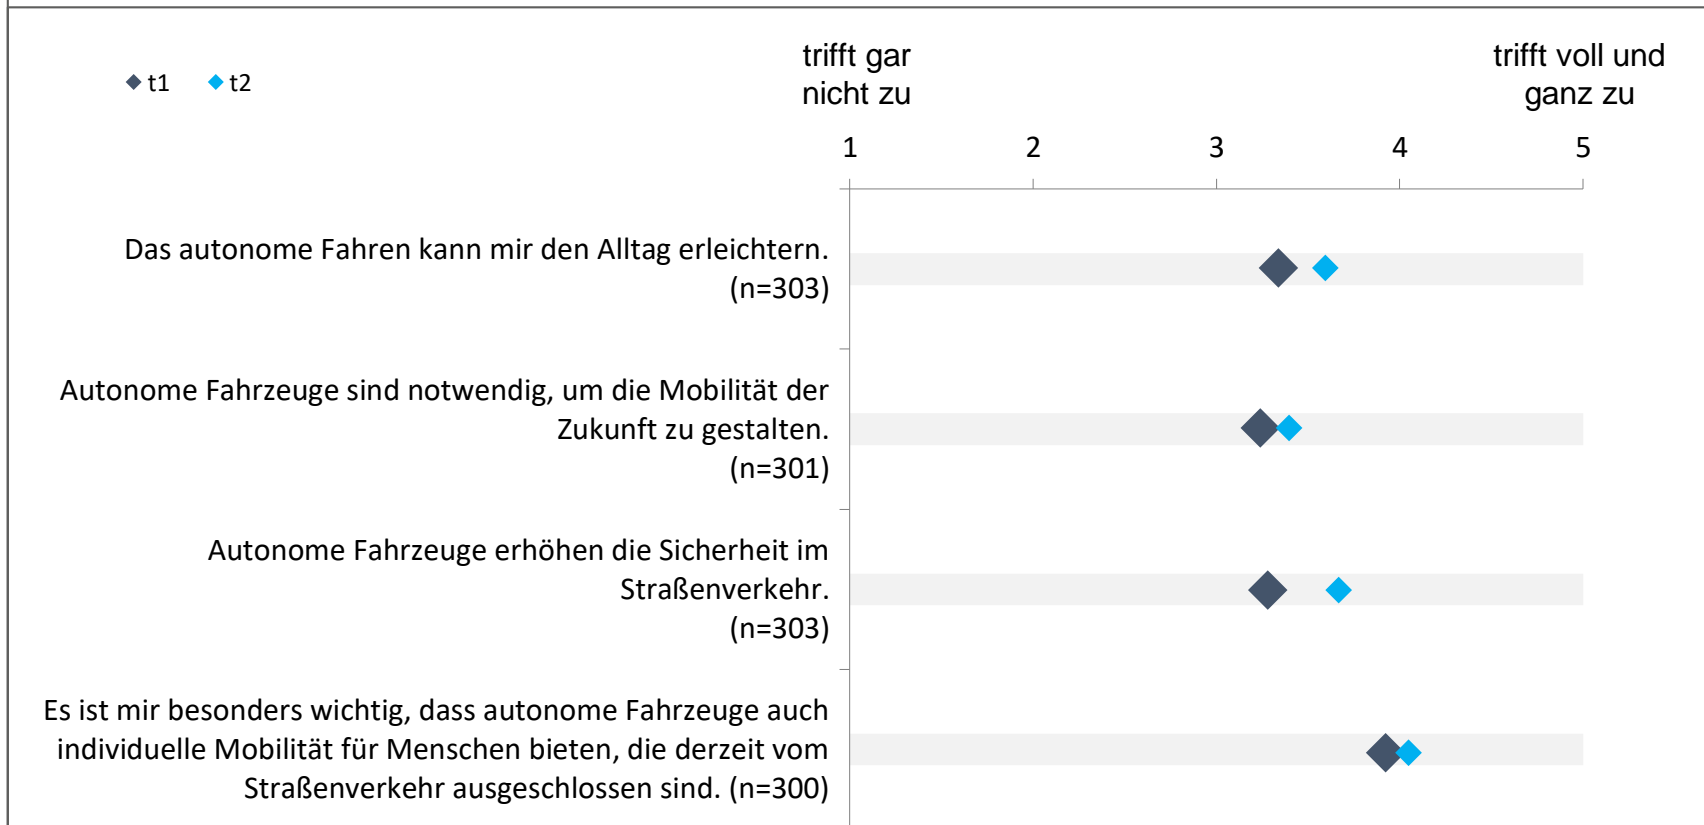 t1
t2
trifft gar
nicht zu
trifft voll und
ganz zu
1 2 3 4 5
Das autonome Fahren kann mir den Alltag erleichtern.
(n=303)
Autonome Fahrzeuge sind notwendig, um die Mobilität der
Zukunft zu gestalten.
(n=301)
Autonome Fahrzeuge erhöhen die Sicherheit im
Straßenverkehr.
(n=303)
Es ist mir besonders wichtig, dass autonome Fahrzeuge auch
individuelle Mobilität für Menschen bieten, die derzeit vom
Straßenverkehr ausgeschlossen sind. (n=300)